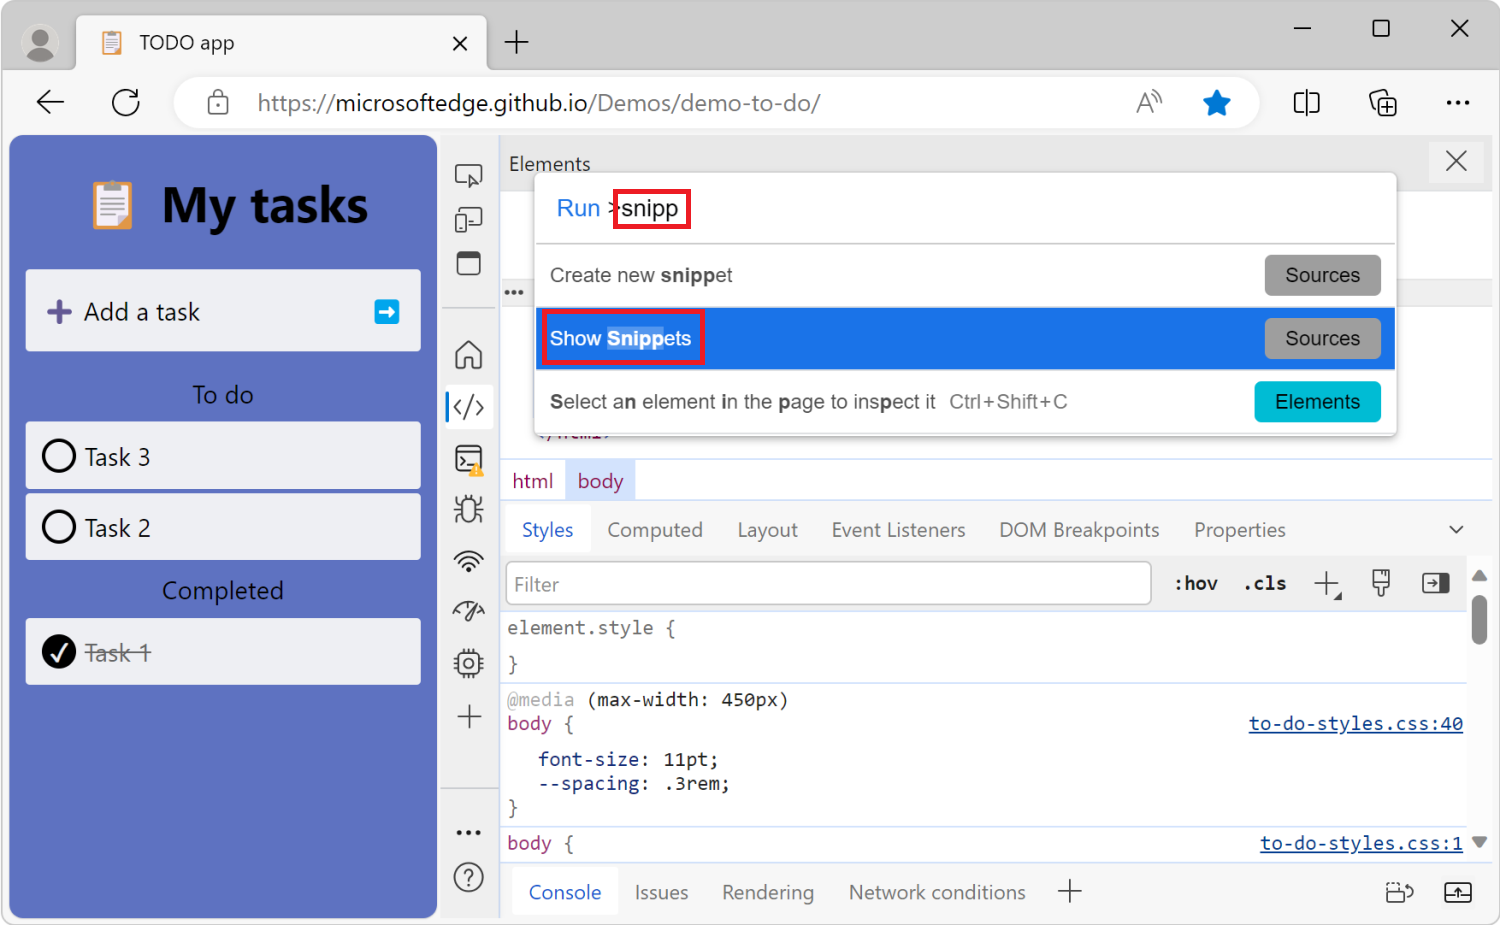 TODO app
https://microsoftedge.github.io/Demos/demo-to-do/
My tasks
Add a task
To do
Task 3
Task 2
Completed
Task 1
Elements
Run >snipp
Create new snippet Sources
Show Snippets Sources
Select an element in the page to inspect it Ctrl+Shift+C Elements
</html>
html body
Styles Computed Layout Event Listeners DOM Breakpoints Properties
Filter :hov .cls
element.style {
}
@media (max-width: 450px)
body { to-do-styles.css:40
font-size: 11pt;
--spacing: .3rem;
}
body { to-do-styles.css:1
Console Issues Rendering Network conditions